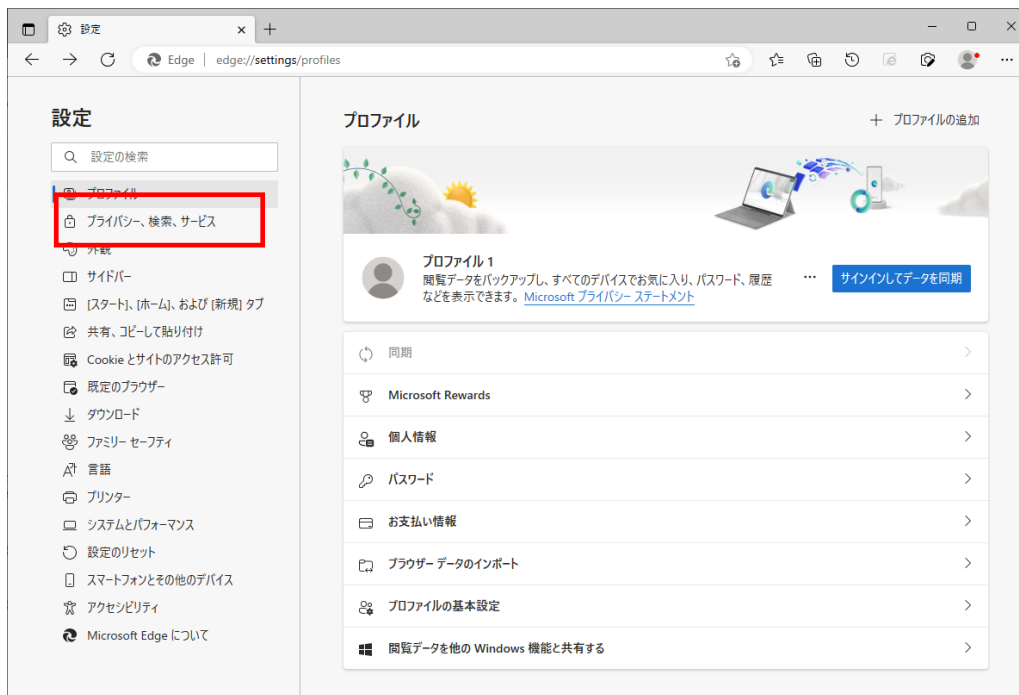 設定
Edge
edge://settings/profiles
設定
設定の検索
プロファイル
プライバシー、検索、サービス
外観
サイドバー
[スタート]、[ホーム]、および [新規] タブ
共有、コピーして貼り付け
Cookie とサイトのアクセス許可
既定のブラウザー
ダウンロード
ファミリー セーフティ
言語
プリンター
システムとパフォーマンス
設定のリセット
スマートフォンとその他のデバイス
アクセシビリティ
Microsoft Edge について
プロファイル
プロファイルの追加
プロファイル 1
閲覧データをバックアップし、すべてのデバイスでお気に入り、パスワード、履歴
などを表示できます。Microsoft プライバシー ステートメント
サインインしてデータを同期
同期
Microsoft Rewards
個人情報
パスワード
お支払い情報
ブラウザー データのインポート
プロファイルの基本設定
閲覧データを他の Windows 機能と共有する